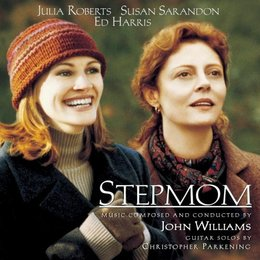 JULIA ROBERTS SUSAN SARANDON
ED HARRIS
STEPMOM
MUSIC COMPOSED AND CONDUCTED BY
JOHN WILLIAMS
GUITAR SOLOS BY
CHRISTOPHER PARKENING